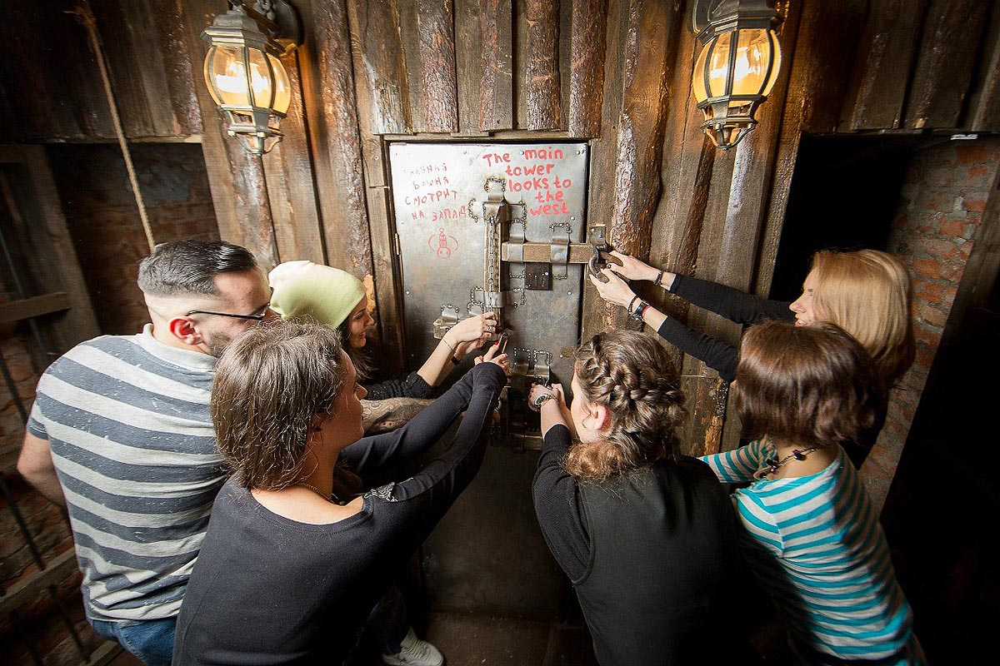 ГЛАВНАЯ
БАШНЯ
СМОТРИТ
НА ЗАПАД
The main
tower
looks to
the
west